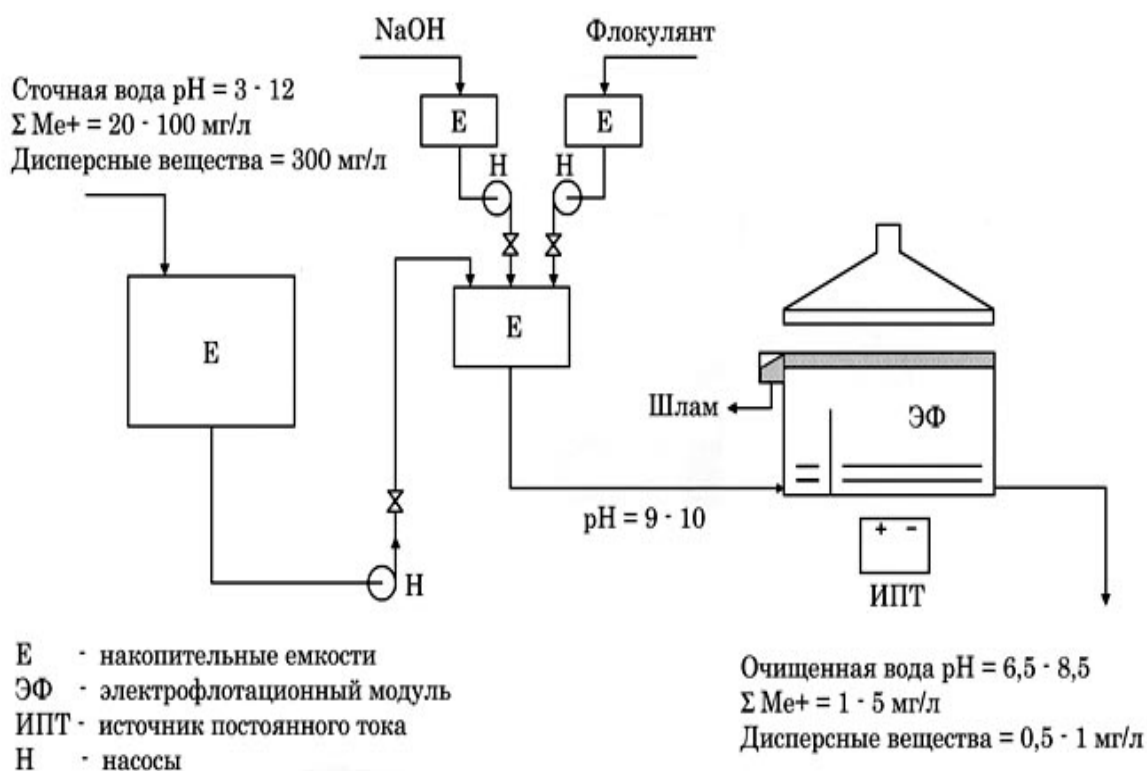 NaOH
Флокулянт
Сточная вода pH = 3 - 12
Σ Me+ = 20 - 100 мг/л
Дисперсные вещества = 300 мг/л
E
E
H
H
E
E
Шлам
ЭФ
pH = 9 - 10
H
+ -
ИПТ
E - накопительные емкости
ЭФ - электрофлотационный модуль
ИПТ - источник постоянного тока
Н - насосы
Очищенная вода pH = 6,5 - 8,5
Σ Me+ = 1 - 5 мг/л
Дисперсные вещества = 0,5 - 1 мг/л